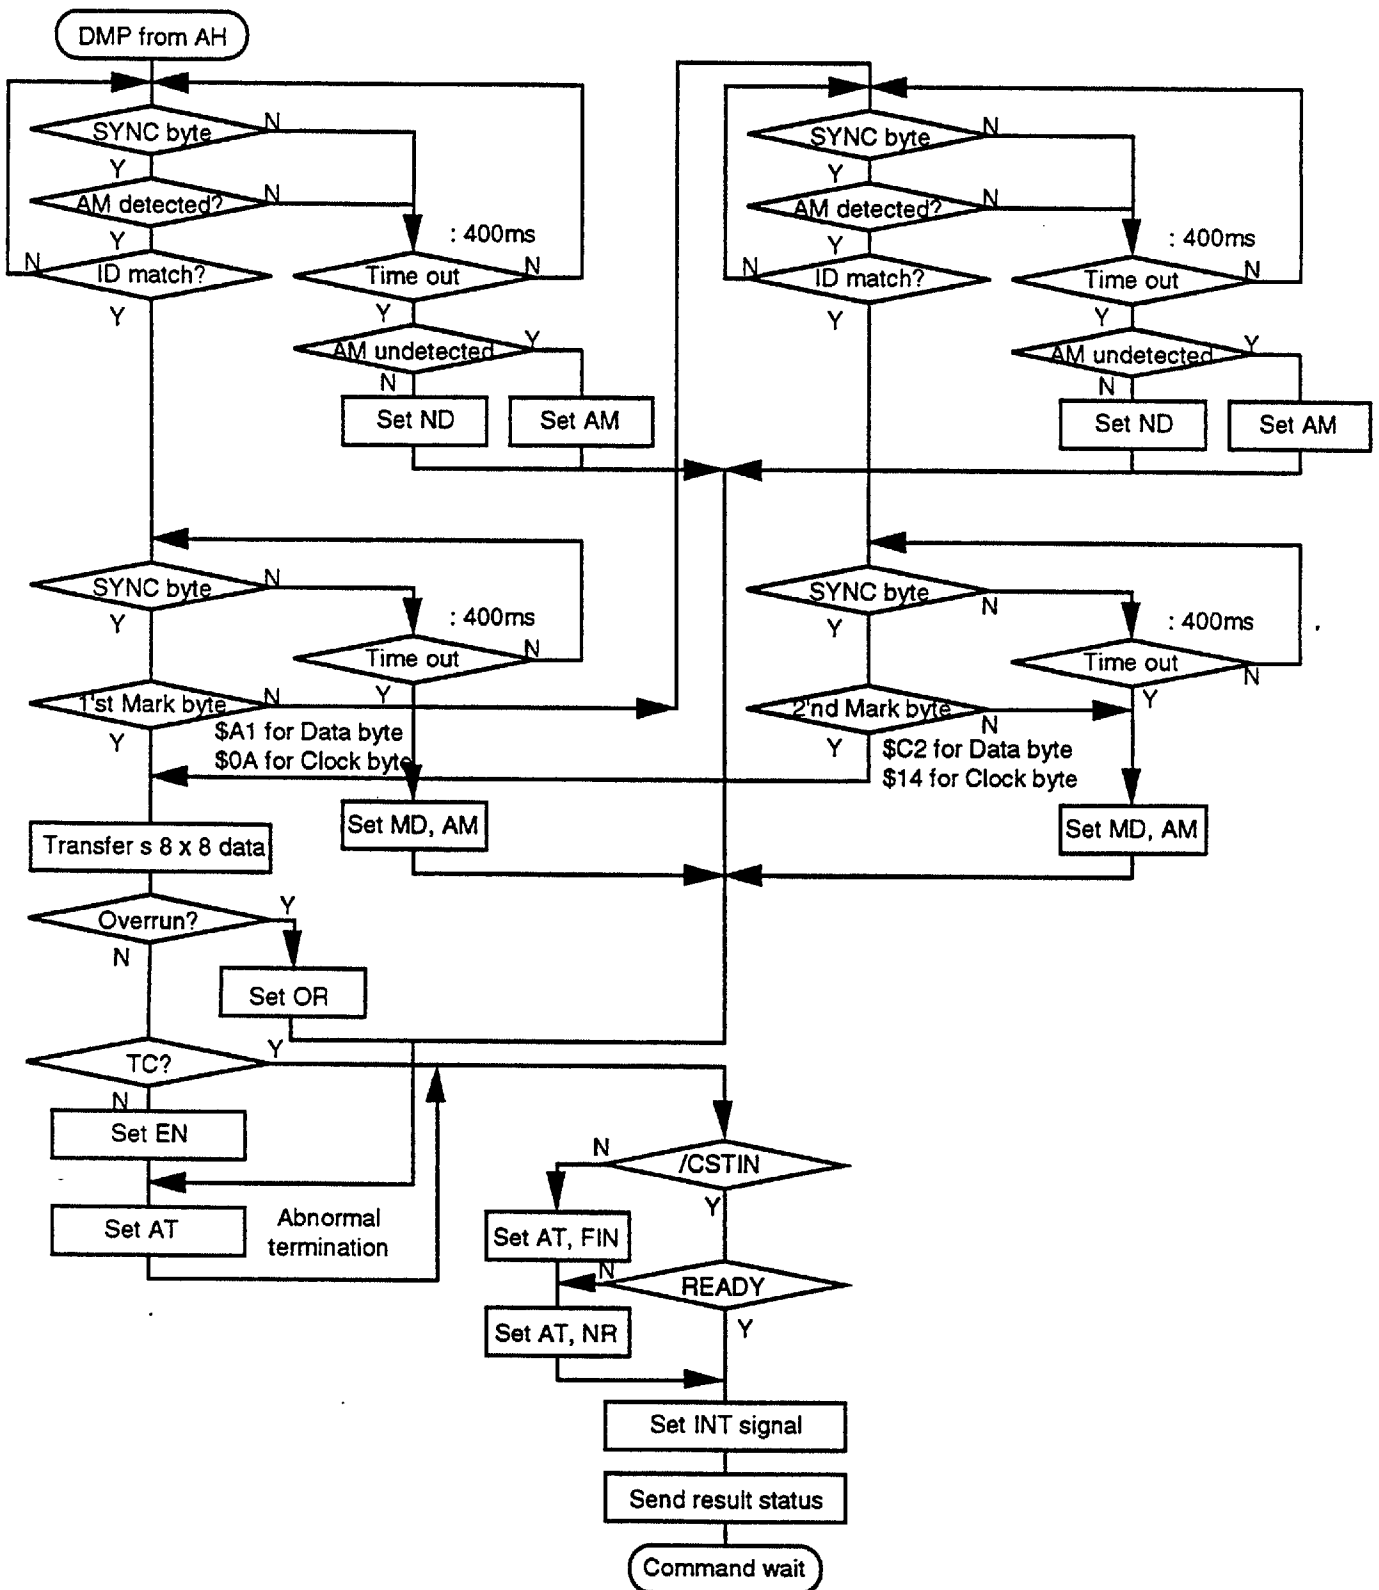 DMP from AH
SYNC byte
N
Y
AM detected?
N
Y
: 400ms
N
ID match?
Time out
N
Y
Y
AM undetected
Y
N
Set ND
Set AM
SYNC byte
N
Y
AM detected?
N
Y
: 400ms
N
ID match?
Time out
N
Y
Y
AM undetected
Y
N
Set ND
Set AM
SYNC byte
N
Y
: 400ms
Time out
N
Y
1'st Mark byte
N
Y
$A1 for Data byte
$0A for Clock byte
Set MD, AM
SYNC byte
N
Y
: 400ms
Time out
N
Y
2'nd Mark byte
N
Y
$C2 for Data byte
$14 for Clock byte
Set MD, AM
Transfer s 8 x 8 data
Overrun?
Y
N
Set OR
TC?
Y
N
Set EN
Set AT
Abnormal
termination
/CSTIN
N
Y
Set AT, FIN
READY
N
Y
Set AT, NR
Set INT signal
Send result status
Command wait